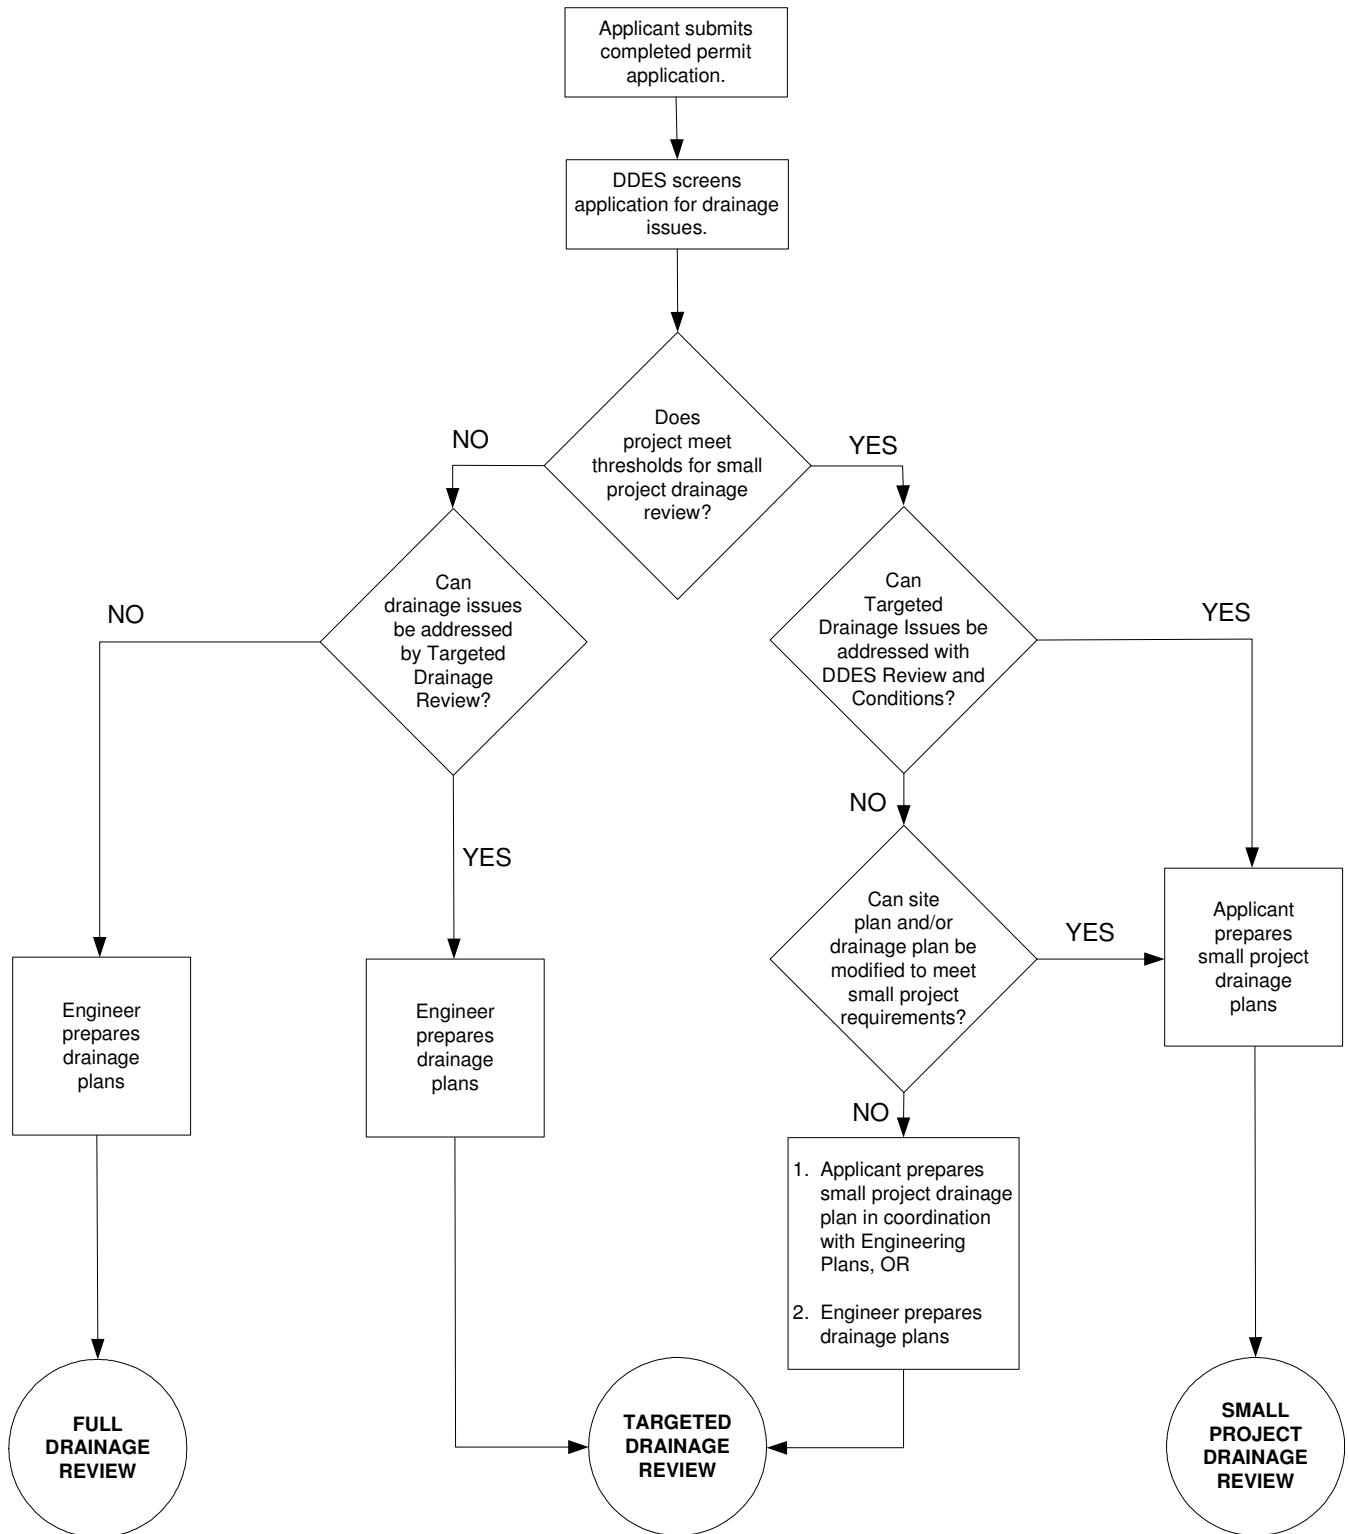 Applicant submits
completed permit
application.
DDES screens
application for drainage
issues.
Does
project meet
thresholds for small
project drainage
review?
NO
YES
Can
drainage issues
be addressed
by Targeted
Drainage
Review?
NO
YES
Can
Targeted
Drainage Issues be
addressed with
DDES Review and
Conditions?
YES
NO
Can site
plan and/or
drainage plan be
modified to meet
small project
requirements?
YES
NO
Applicant
prepares
small project
drainage
plans
Engineer
prepares
drainage
plans
Engineer
prepares
drainage
plans
1. Applicant prepares
small project drainage
plan in coordination
with Engineering
Plans, OR
2. Engineer prepares
drainage plans
FULL
DRAINAGE
REVIEW
TARGETED
DRAINAGE
REVIEW
SMALL
PROJECT
DRAINAGE
REVIEW